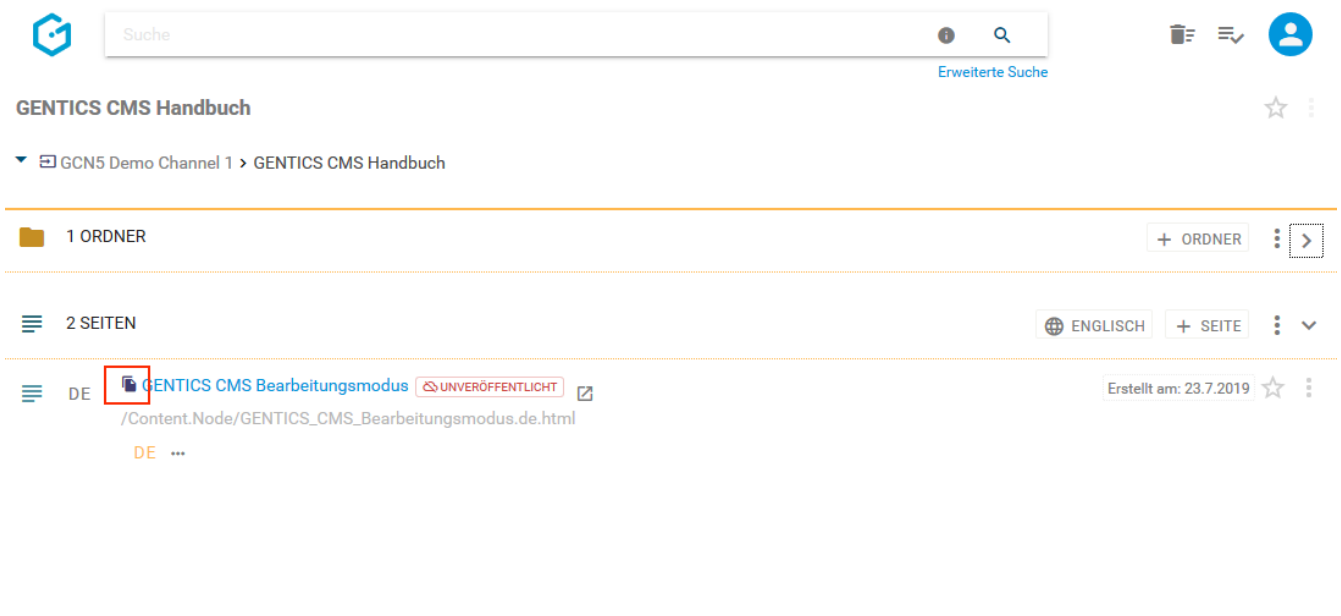 Suche
Erweiterte Suche
GENTICS CMS Handbuch
GCN5 Demo Channel 1 > GENTICS CMS Handbuch
1 ORDNER + ORDNER
2 SEITEN ENGLISCH + SEITE
DE GENTICS CMS Bearbeitungsmodus UNVERÖFFENTLICHT Erstellt am: 23.7.2019
/Content.Node/GENTICS_CMS_Bearbeitungsmodus.de.html
DE ...